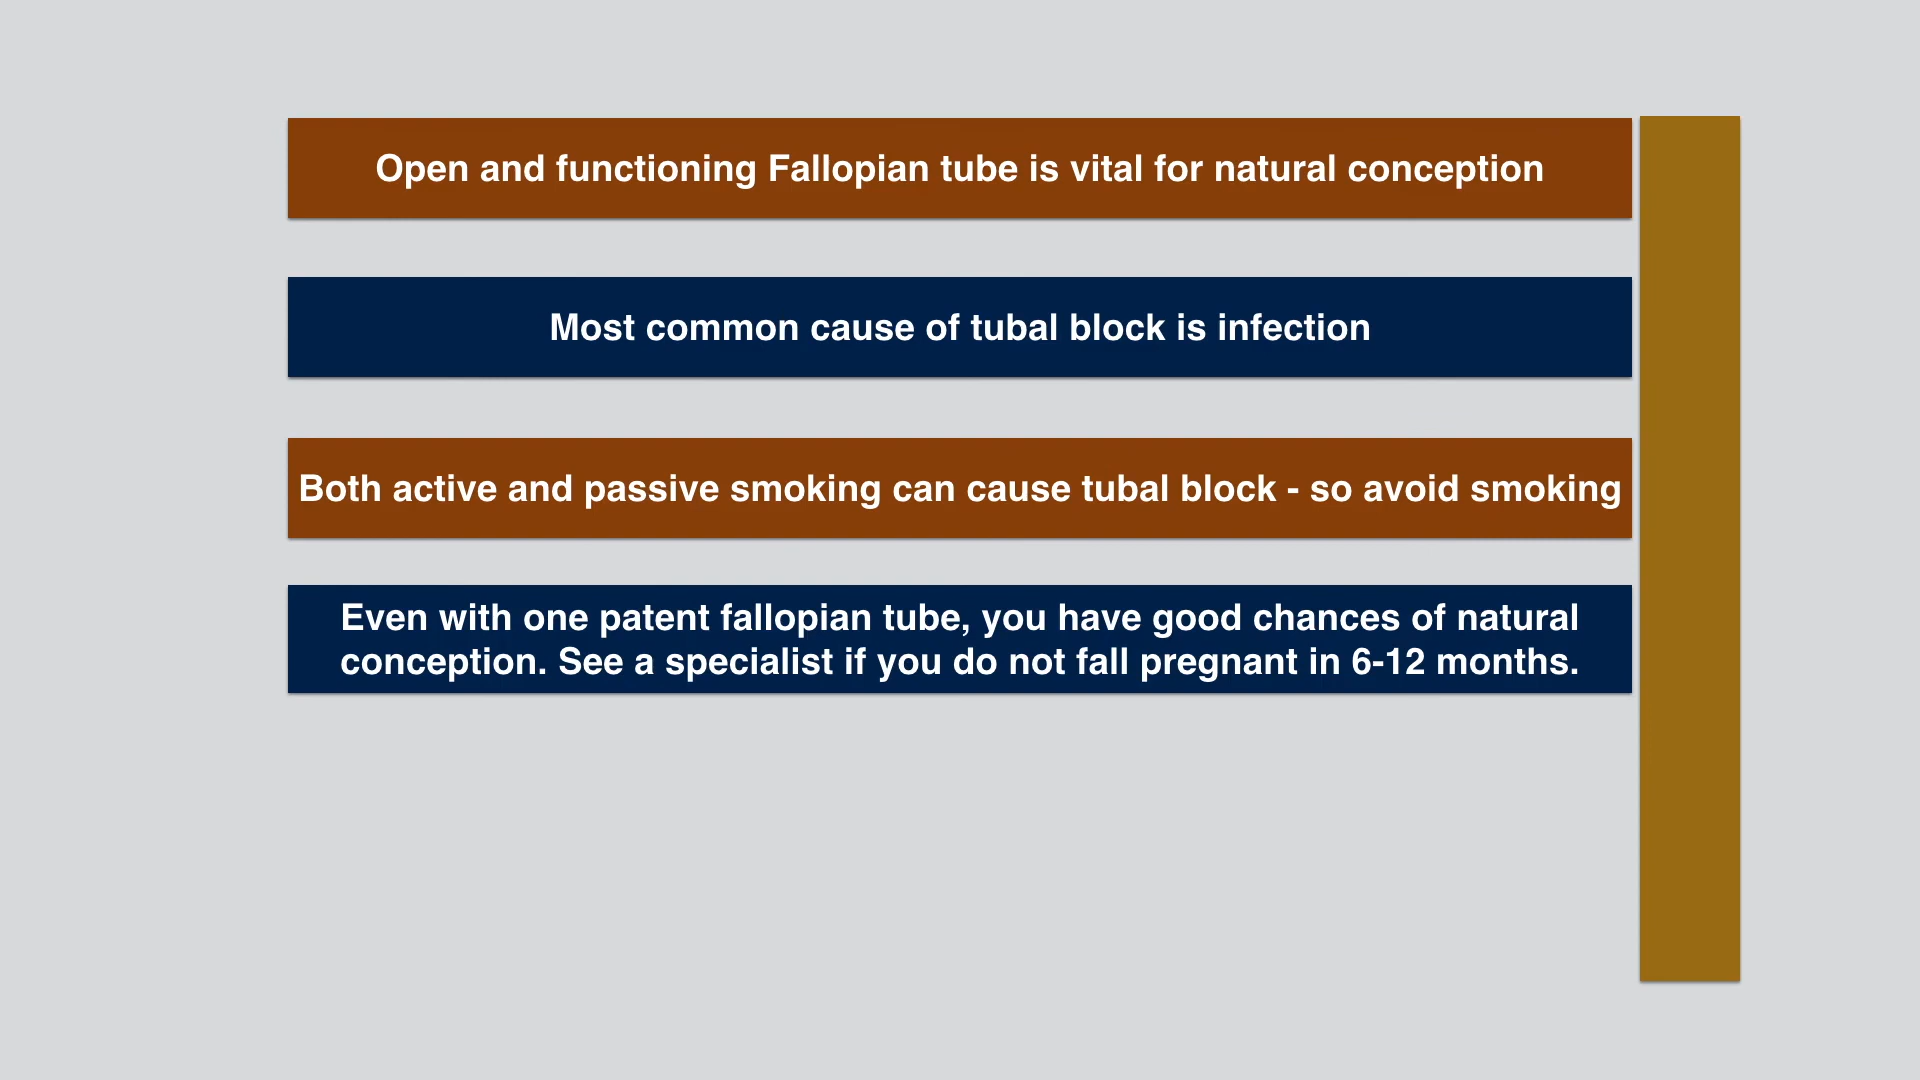 Open and functioning Fallopian tube is vital for natural conception
Most common cause of tubal block is infection
Both active and passive smoking can cause tubal block - so avoid smoking
Even with one patent fallopian tube, you have good chances of natural
conception. See a specialist if you do not fall pregnant in 6-12 months.